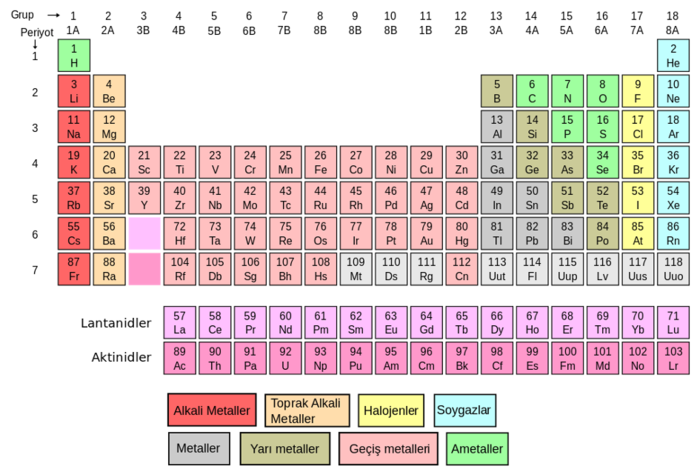 Grup 1 2 3 4 5 6 7 8 9 10 11 12 13 14 15 16 17 18
1A 2A 3B 4B 5B 6B 7B 8B 8B 8B 1B 2B 3A 4A 5A 6A 7A 8A
Periyot
1 2
1 H He
3 4 5 6 7 8 9 10
2 Li Be B C N O F Ne
11 12 13 14 15 16 17 18
3 Na Mg Al Si P S Cl Ar
19 20 21 22 23 24 25 26 27 28 29 30 31 32 33 34 35 36
4 K Ca Sc Ti V Cr Mn Fe Co Ni Cu Zn Ga Ge As Se Br Kr
37 38 39 40 41 42 43 44 45 46 47 48 49 50 51 52 53 54
5 Rb Sr Y Zr Nb Mo Tc Ru Rh Pd Ag Cd In Sn Sb Te I Xe
55 56 72 73 74 75 76 77 78 79 80 81 82 83 84 85 86
6 Cs Ba Hf Ta W Re Os Ir Pt Au Hg Tl Pb Bi Po At Rn
87 88 104 105 106 107 108 109 110 111 112 113 114 115 116 117 118
7 Fr Ra Rf Db Sg Bh Hs Mt Ds Rg Cn Uut Fl Uup Lv Uus Uuo
57 58 59 60 61 62 63 64 65 66 67 68 69 70 71
Lantanidler La Ce Pr Nd Pm Sm Eu Gd Tb Dy Ho Er Tm Yb Lu
89 90 91 92 93 94 95 96 97 98 99 100 101 102 103
Aktinidler Ac Th Pa U Np Pu Am Cm Bk Cf Es Fm Md No Lr
Alkali Metaller
Toprak Alkali
Metaller
Halojenler
Soygazlar
Metaller
Yarı metaller
Geçiş metalleri
Ametaller